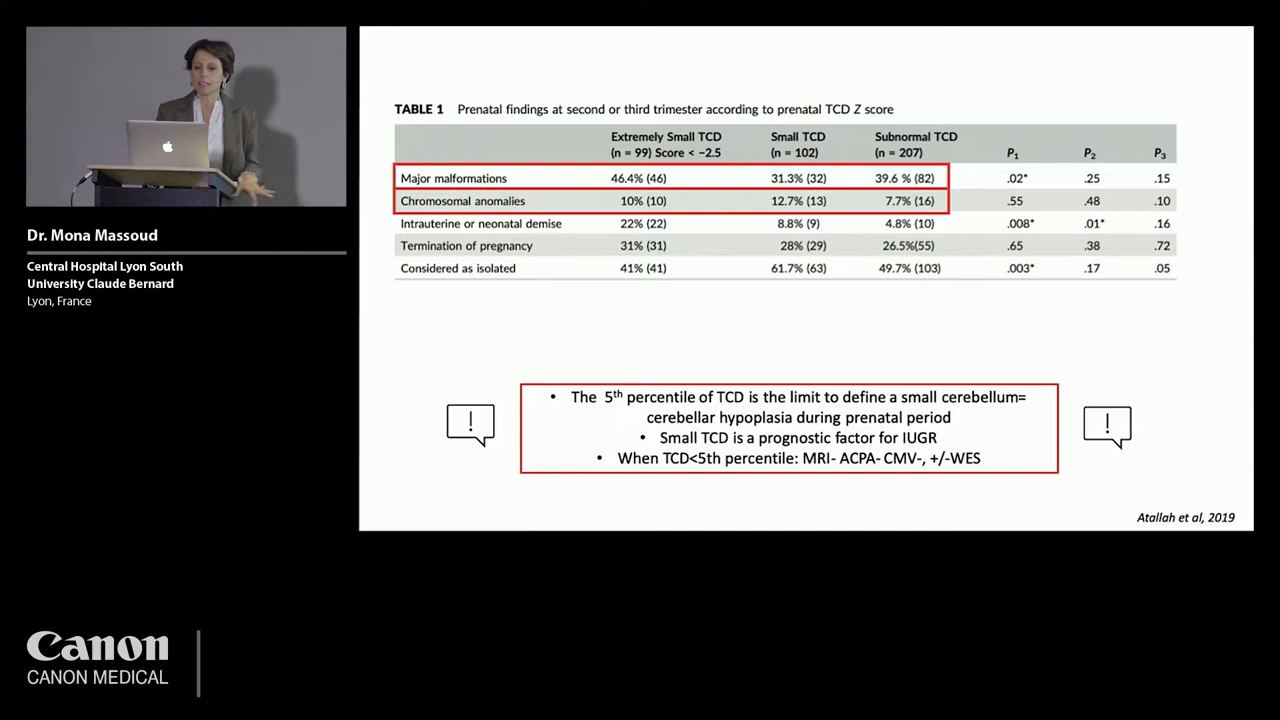 Dr. Mona Massoud
Central Hospital Lyon South
University Claude Bernard
Lyon, France
Canon
CANON MEDICAL
TABLE 1 Prenatal findings at second or third trimester according to prenatal TCD Z score
Extremely Small TCD (n = 99) Score < −2.5 Small TCD (n = 102) Subnormal TCD (n = 207) P1 P2 P3
Major malformations 46.4% (46) 31.3% (32) 39.6 % (82) .02* .25 .15
Chromosomal anomalies 10% (10) 12.7% (13) 7.7% (16) .55 .48 .10
Intrauterine or neonatal demise 22% (22) 8.8% (9) 4.8% (10) .008* .01* .16
Termination of pregnancy 31% (31) 28% (29) 26.5%(55) .65 .38 .72
Considered as isolated 41% (41) 61.7% (63) 49.7% (103) .003* .17 .05
! !
• The 5th percentile of TCD is the limit to define a small cerebellum=
cerebellar hypoplasia during prenatal period
• Small TCD is a prognostic factor for IUGR
• When TCD<5th percentile: MRI- ACPA- CMV-, +/-WES
Atallah et al, 2019